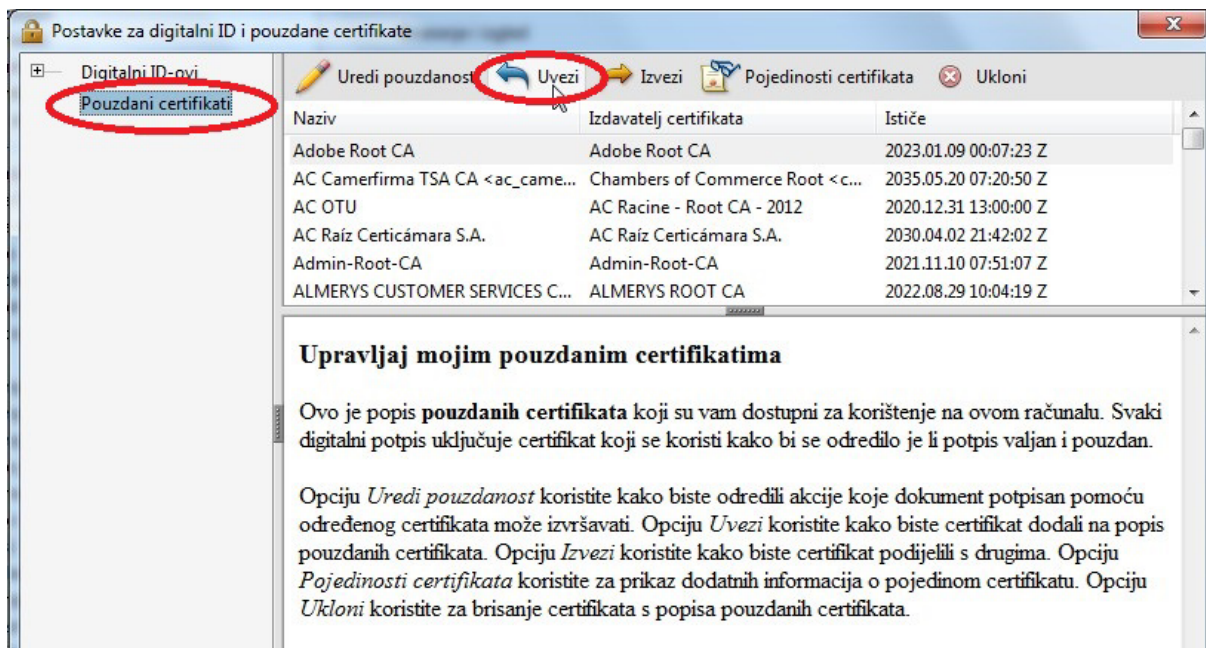 Postavke za digitalni ID i pouzdane certifikate
Digitalni ID-ovi
Pouzdani certifikati
Uredi pouzdanost Uvezi Izvezi Pojedinosti certifikata Ukloni
Naziv Izdavatelj certifikata Ističe
Adobe Root CA Adobe Root CA 2023.01.09 00:07:23 Z
AC Camerfirma TSA CA <ac_came... Chambers of Commerce Root <c... 2035.05.20 07:20:50 Z
AC OTU AC Racine - Root CA - 2012 2020.12.31 13:00:00 Z
AC Raíz Certicámara S.A. AC Raíz Certicámara S.A. 2030.04.02 21:42:02 Z
Admin-Root-CA Admin-Root-CA 2021.11.10 07:51:07 Z
ALMERYS CUSTOMER SERVICES C... ALMERYS ROOT CA 2022.08.29 10:04:19 Z
Upravljaj mojim pouzdanim certifikatima
Ovo je popis pouzdanih certifikata koji su vam dostupni za korištenje na ovom računalu. Svaki
digitalni potpis uključuje certifikat koji se koristi kako bi se odredilo je li potpis valjan i pouzdan.
Opciju Uredi pouzdanost koristite kako biste odredili akcije koje dokument potpisan pomoću
određenog certifikata može izvršavati. Opciju Uvezi koristite kako biste certifikat dodali na popis
pouzdanih certifikata. Opciju Izvezi koristite kako biste certifikat podijelili s drugima. Opciju
Pojedinosti certifikata koristite za prikaz dodatnih informacija o pojedinom certifikatu. Opciju
Ukloni koristite za brisanje certifikata s popisa pouzdanih certifikata.